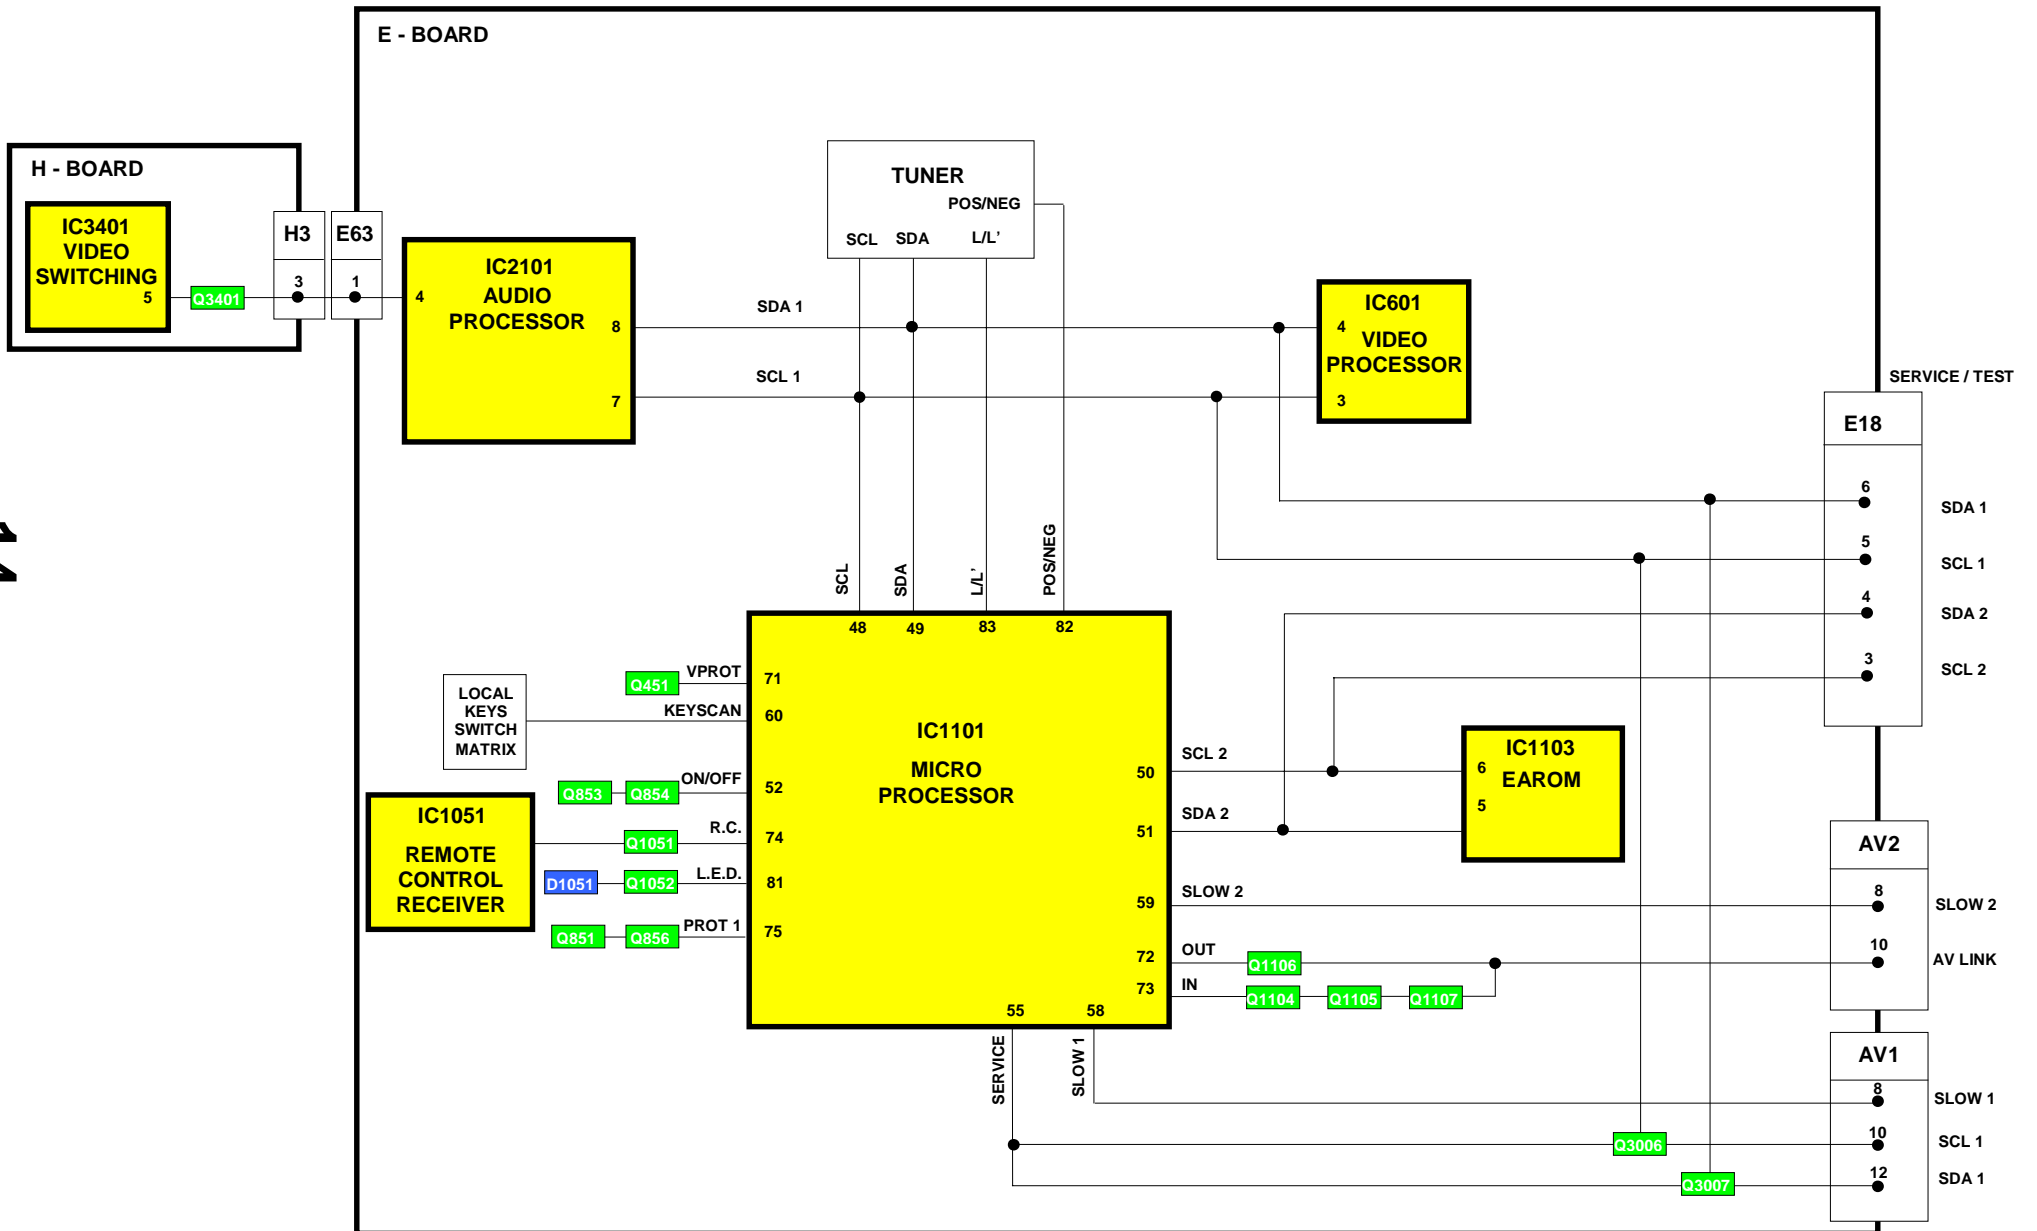 E - BOARD
H - BOARD
IC3401
VIDEO
SWITCHING
5
Q3401
H3
3
E63
1
4
IC2101
AUDIO
PROCESSOR
8
7
TUNER
POS/NEG
SCL
SDA
L/L’
SDA 1
SCL 1
IC601
4
VIDEO
PROCESSOR
3
SERVICE / TEST
E18
6
SDA 1
5
SCL 1
4
SDA 2
3
SCL 2
SCL
SDA
L/L’
POS/NEG
48
49
83
82
LOCAL
KEYS
SWITCH
MATRIX
Q451
VPROT
71
KEYSCAN
60
Q853
Q854
ON/OFF
52
IC1051
REMOTE
CONTROL
RECEIVER
Q1051
R.C.
74
D1051
Q1052
L.E.D.
81
Q851
Q856
PROT 1
75
IC1101
MICRO
PROCESSOR
50
SCL 2
51
SDA 2
IC1103
6
EAROM
5
59
SLOW 2
72
OUT
Q1106
73
IN
Q1104
Q1105
Q1107
55
58
SERVICE
SLOW 1
AV2
8
SLOW 2
10
AV LINK
AV1
8
SLOW 1
10
SCL 1
12
SDA 1
Q3006
Q3007